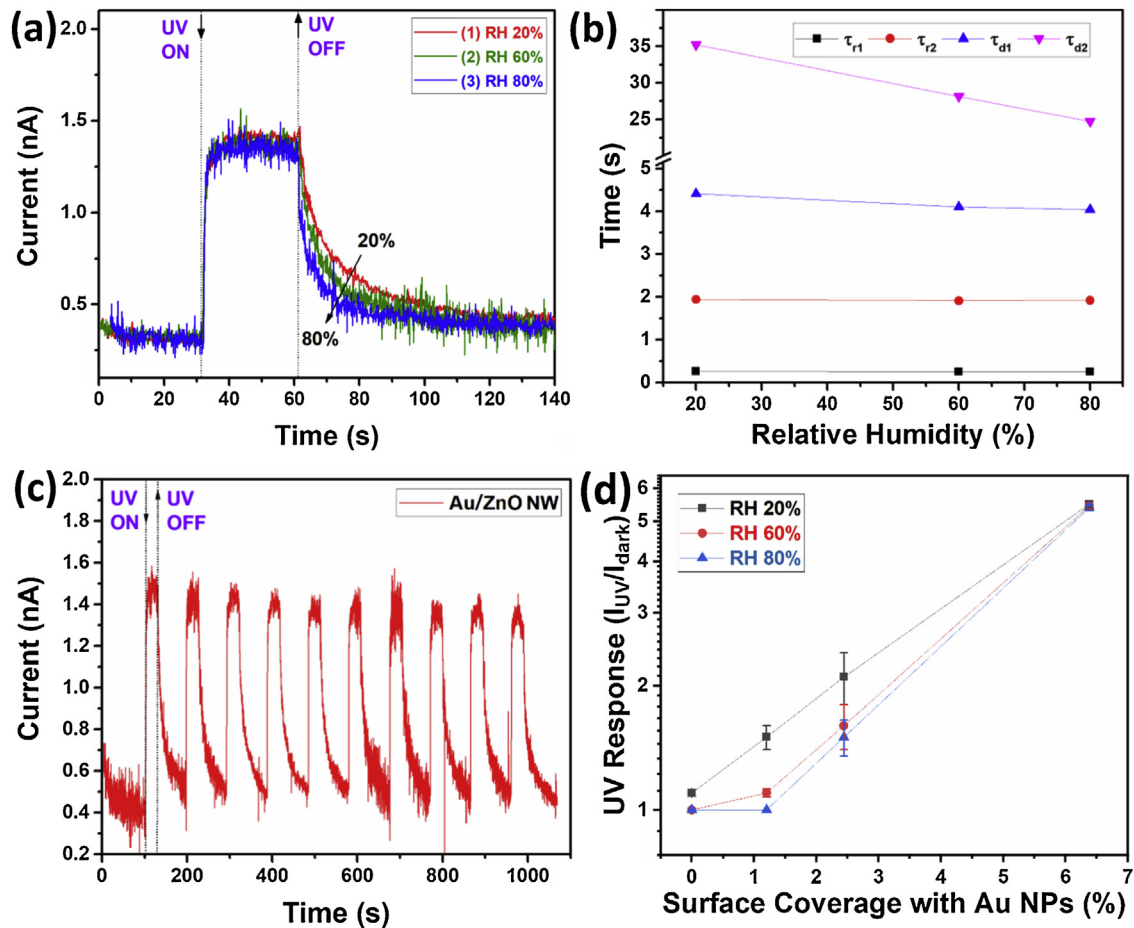 (a)
UV
ON
UV
OFF
(1) RH 20%
(2) RH 60%
(3) RH 80%
20%
80%
2.0
1.5
1.0
0.5
0 20 40 60 80 100 120 140
Current (nA)
Time (s)
(b)
τr1 τr2 τd1 τd2
35
25
5
4
3
2
1
0
20 30 40 50 60 70 80
Time (s)
Relative Humidity (%)
(c)
UV
ON
UV
OFF
Au/ZnO NW
2.0
1.8
1.6
1.4
1.2
1.0
0.8
0.6
0.4
0.2
0 200 400 600 800 1000
Current (nA)
Time (s)
(d)
RH 20%
RH 60%
RH 80%
6
5
4
3
2
1
0 1 2 3 4 5 6 7
UV Response (IUV/Idark)
Surface Coverage with Au NPs (%)